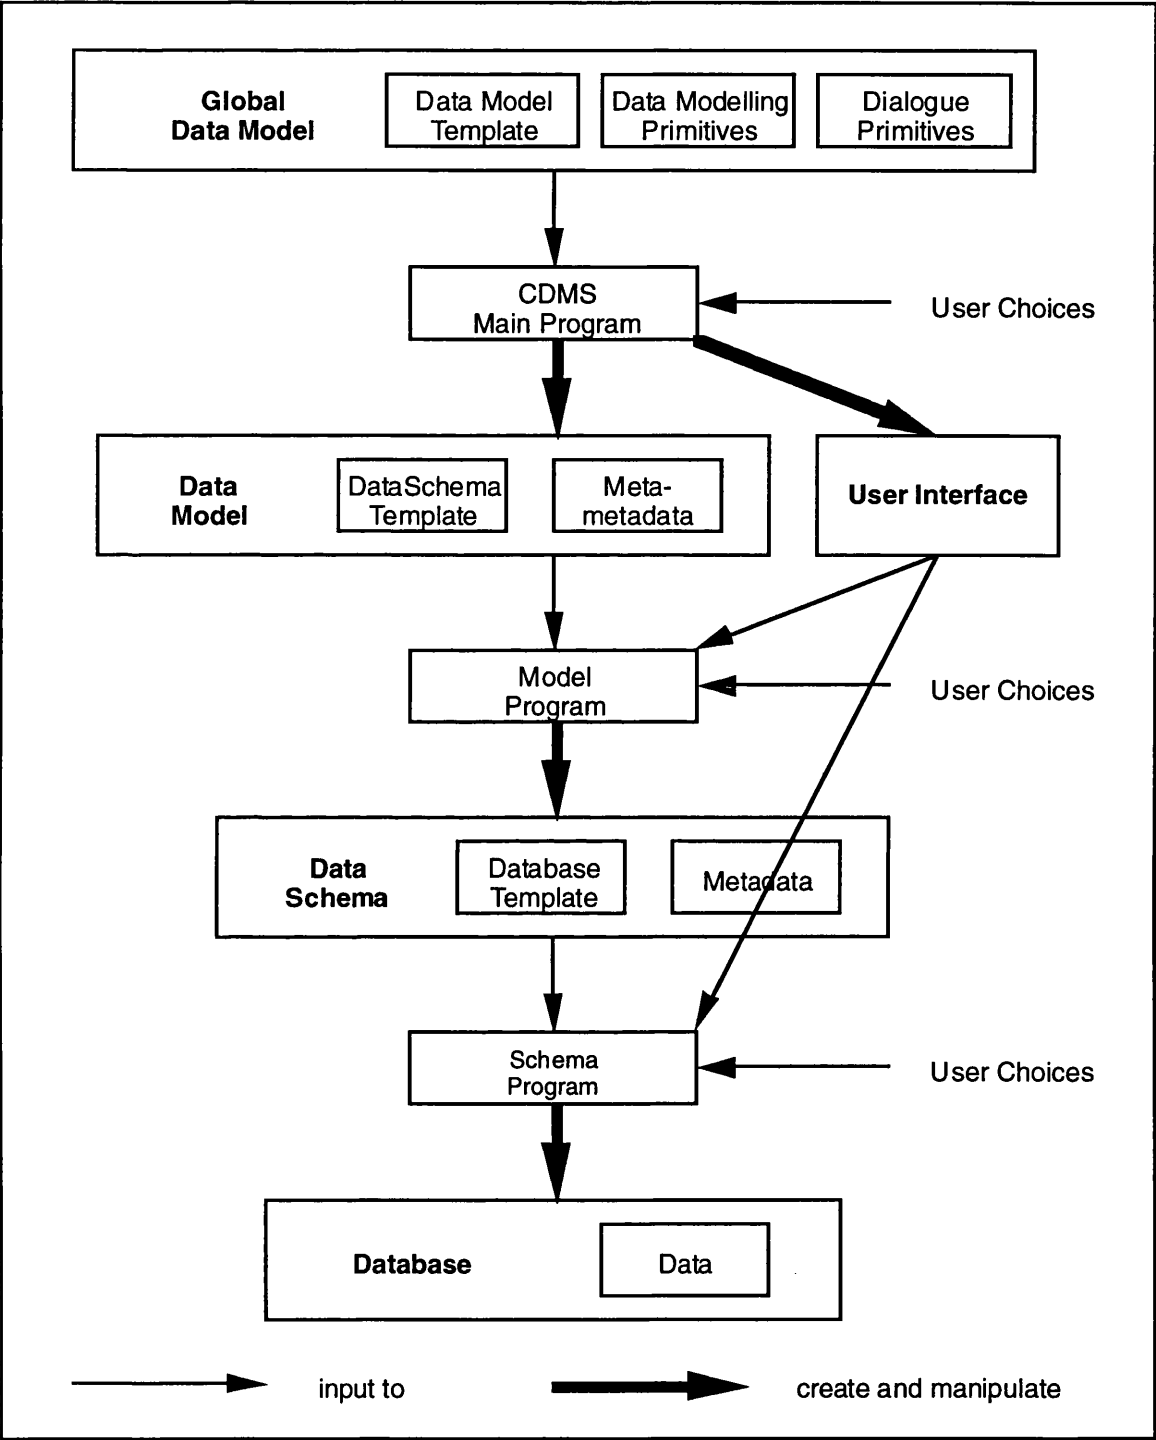 Global
Data Model
Data Model
Template
Data Modelling
Primitives
Dialogue
Primitives
CDMS
Main Program
User Choices
Data
Model
DataSchema
Template
Meta-
metadata
User Interface
Model
Program
User Choices
Data
Schema
Database
Template
Metadata
Schema
Program
User Choices
Database
Data
input to
create and manipulate